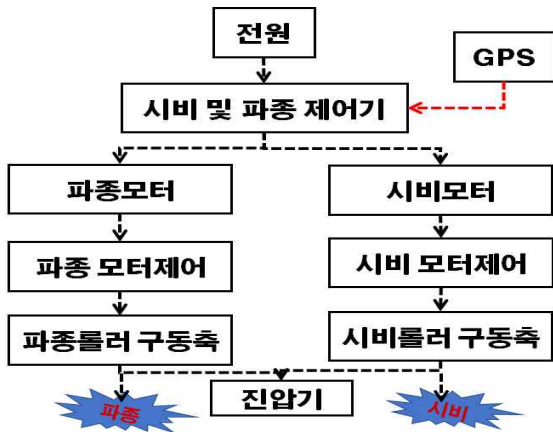 전원
GPS
시비 및 파종 제어기
파종모터
시비모터
파종 모터제어
시비 모터제어
파종롤러 구동축
시비롤러 구동축
파종
진압기
시비